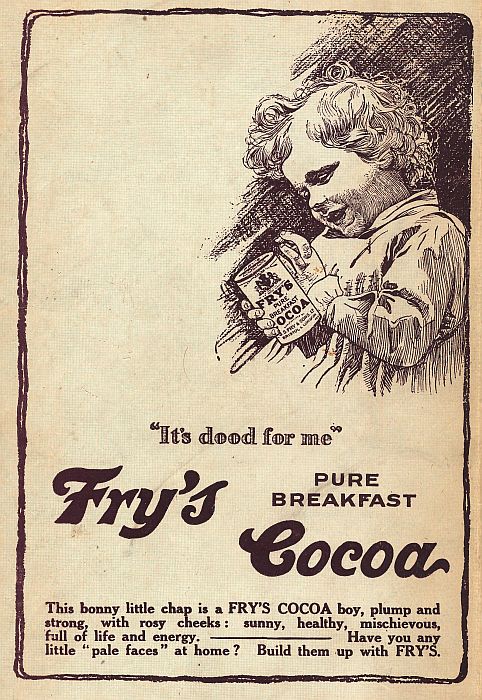 FRY'S
PURE
BREAKFAST
COCOA
"It's dood for me"
Fry's
PURE
BREAKFAST
Cocoa
This bonny little chap is a FRY'S COCOA boy, plump and
strong, with rosy cheeks: sunny, healthy, mischievous,
full of life and energy. ——— Have you any
little "pale faces" at home? Build them up with FRY'S.